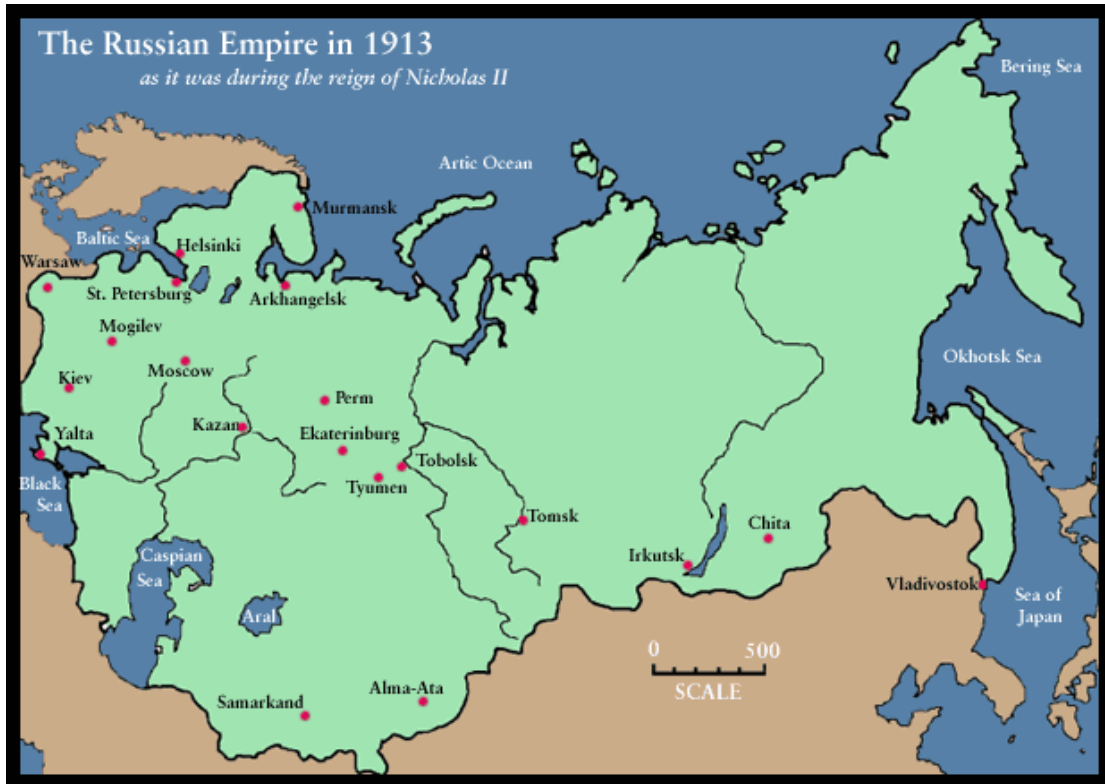 The Russian Empire in 1913
as it was during the reign of Nicholas II
Bering Sea
Artic Ocean
Murmansk
Baltic Sea
Helsinki
Warsaw
St. Petersburg
Arkhangelsk
Mogilev
Okhotsk Sea
Moscow
Kiev
Perm
Kazan
Ekaterinburg
Yalta
Tobolsk
Black
Sea
Tyumen
Tomsk
Chita
Caspian
Sea
Irkutsk
Vladivostok
Sea of
Japan
Aral
0 500
SCALE
Alma-Ata
Samarkand